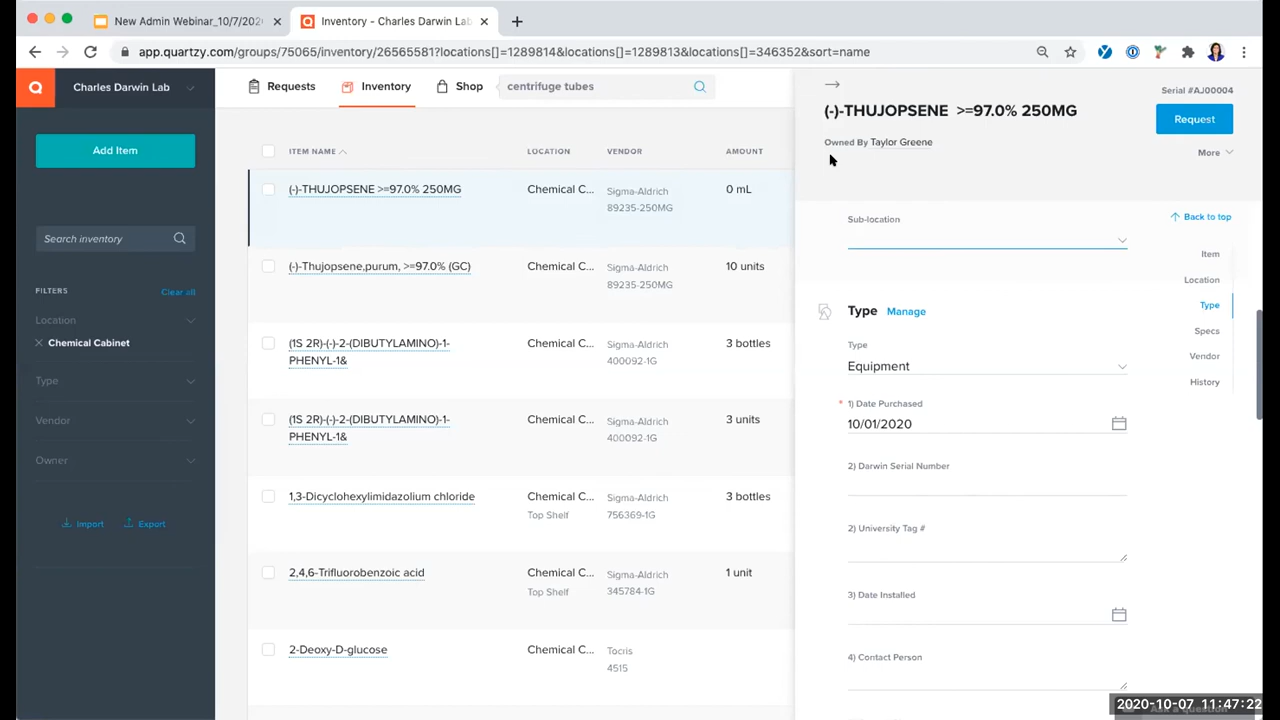 New Admin Webinar_10/7/202
Inventory - Charles Darwin Lab
app.quartzy.com/groups/75065/inventory/26565581?locations[]=1289814&locations[]=1289813&locations[]=346352&sort=name
Charles Darwin Lab
Requests
Inventory
Shop
centrifuge tubes
Add Item
Search inventory
FILTERS
Clear all
Location
Chemical Cabinet
Type
Vendor
Owner
Import
Export
ITEM NAME
LOCATION
VENDOR
AMOUNT
(-)-THUJOPSENE >=97.0% 250MG
Chemical C...
Sigma-Aldrich
89235-250MG
0 mL
(-)-Thujopsene,purum, >=97.0% (GC)
Chemical C...
Sigma-Aldrich
89235-250MG
10 units
(1S 2R)-(-)-2-(DIBUTYLAMINO)-1-
PHENYL-1&
Chemical C...
Sigma-Aldrich
400092-1G
3 bottles
(1S 2R)-(-)-2-(DIBUTYLAMINO)-1-
PHENYL-1&
Chemical C...
Sigma-Aldrich
400092-1G
3 units
1,3-Dicyclohexylimidazolium chloride
Chemical C...
Top Shelf
Sigma-Aldrich
756369-1G
3 bottles
2,4,6-Trifluorobenzoic acid
Chemical C...
Top Shelf
Sigma-Aldrich
345784-1G
1 unit
2-Deoxy-D-glucose
Chemical C...
Tocris
4515
Serial #AJ00004
(-)-THUJOPSENE >=97.0% 250MG
Request
Owned By Taylor Greene
More
Sub-location
Back to top
Item
Location
Type
Specs
Vendor
History
Type Manage
Type
Equipment
* 1) Date Purchased
10/01/2020
2) Darwin Serial Number
2) University Tag #
3) Date Installed
4) Contact Person
2020-10-07 11:47:22